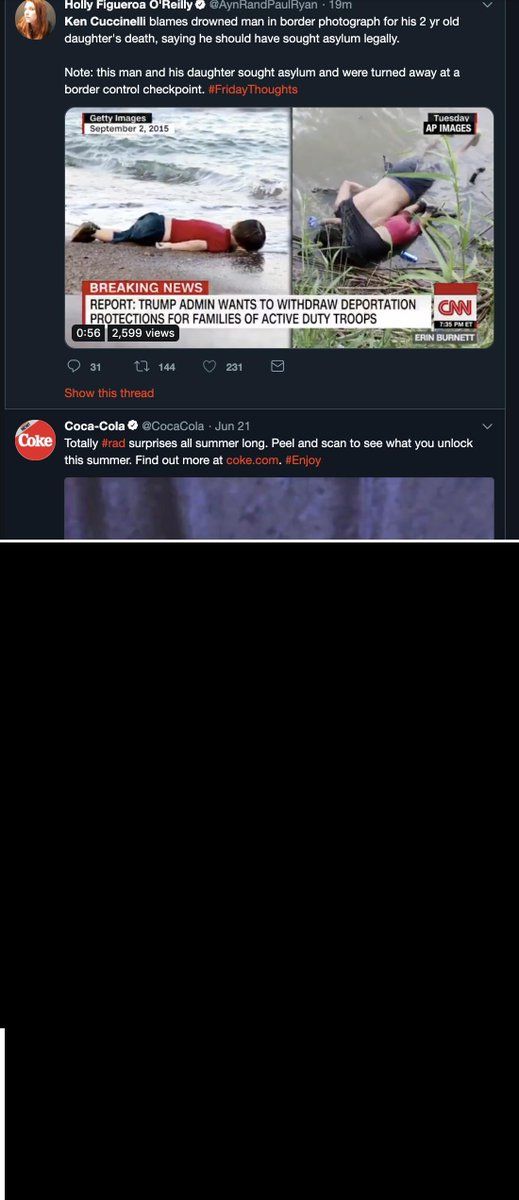 Holly Figueroa O'Reilly @AynRandPaulRyan · 19m
Ken Cuccinelli blames drowned man in border photograph for his 2 yr old
daughter's death, saying he should have sought asylum legally.
Note: this man and his daughter sought asylum and were turned away at a
border control checkpoint. #FridayThoughts
Getty Images
September 2, 2015
Tuesday
AP IMAGES
BREAKING NEWS
REPORT: TRUMP ADMIN WANTS TO WITHDRAW DEPORTATION
PROTECTIONS FOR FAMILIES OF ACTIVE DUTY TROOPS
CNN
7:35 PM ET
ERIN BURNETT
0:56 2,599 views
31 144 231
Show this thread
Coke
Coca-Cola @CocaCola · Jun 21
Totally #rad surprises all summer long. Peel and scan to see what you unlock
this summer. Find out more at coke.com. #Enjoy